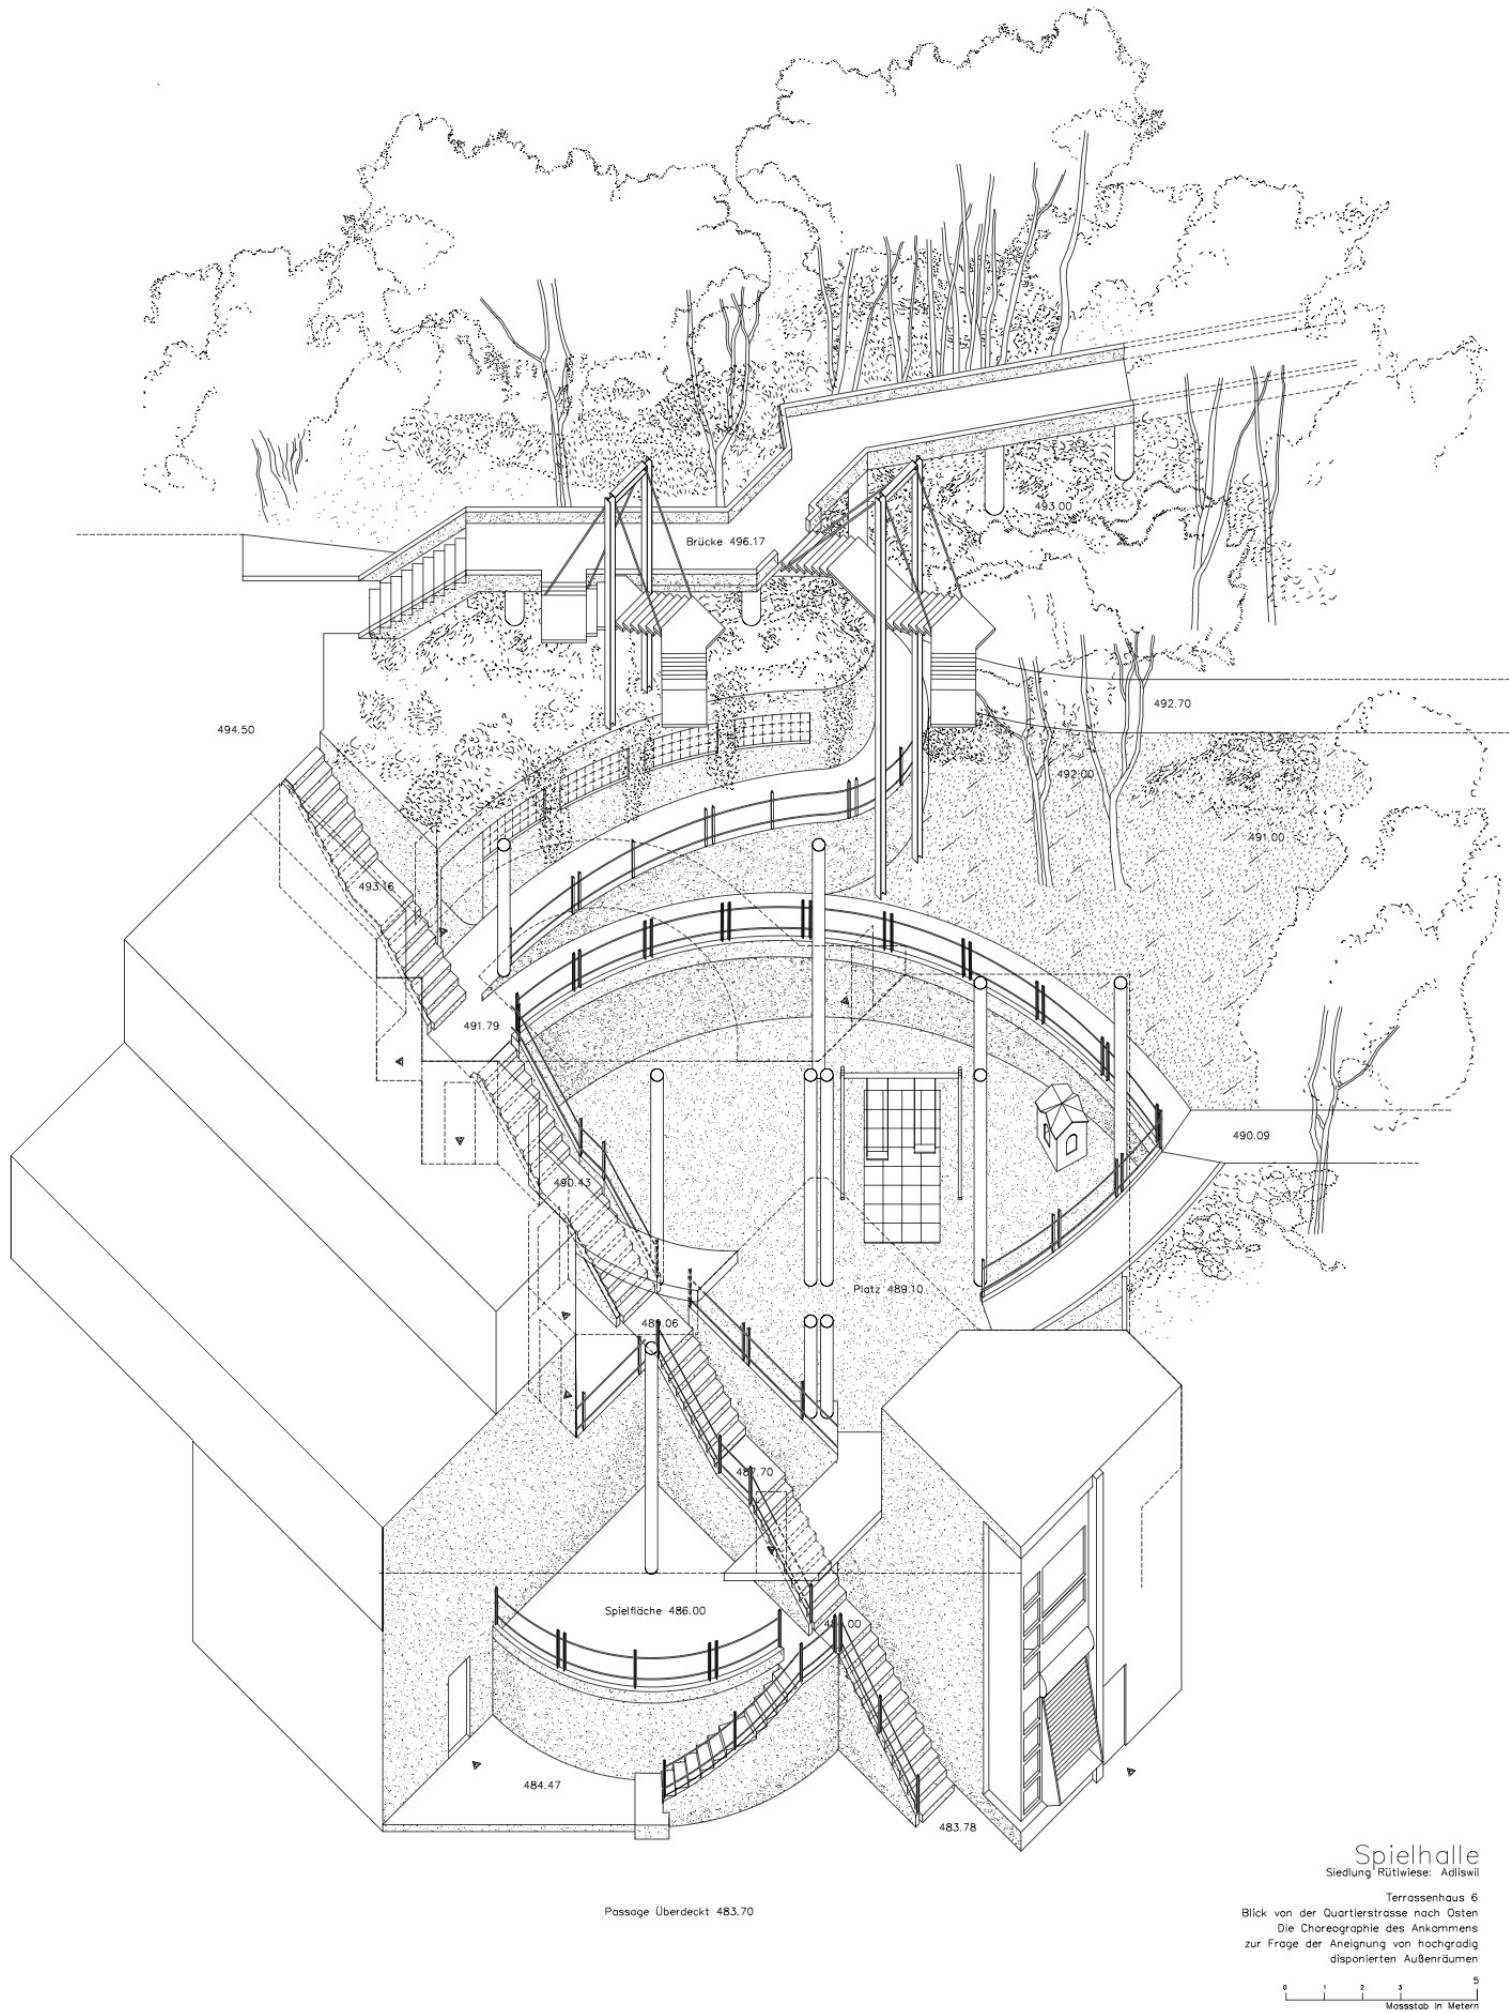 Brücke 496.17
493.00
494.50
492.70
492.00
491.00
493.16
491.79
490.09
490.43
Platz 489.10
487.70
Spielfläche 486.00
484.47
483.78
Passage Überdeckt 483.70
Spielhalle
Siedlung Rütiwiese: Adliswil
Terrassenhaus 6
Blick von der Quartierstrasse nach Osten
Die Choreographie des Ankommens
zur Frage der Aneignung von hochgradig
disponierten Außenräumen
0 1 2 3 5
Massstab in Metern